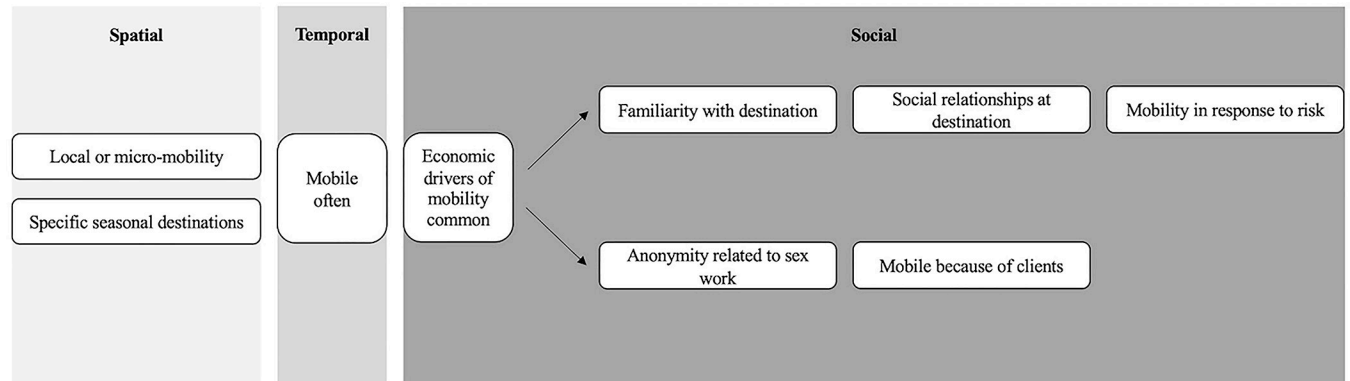 Spatial
Temporal
Social
Local or micro-mobility
Specific seasonal destinations
Mobile
often
Economic
drivers of
mobility
common
Familiarity with destination
Social relationships at
destination
Mobility in response to risk
Anonymity related to sex
work
Mobile because of clients